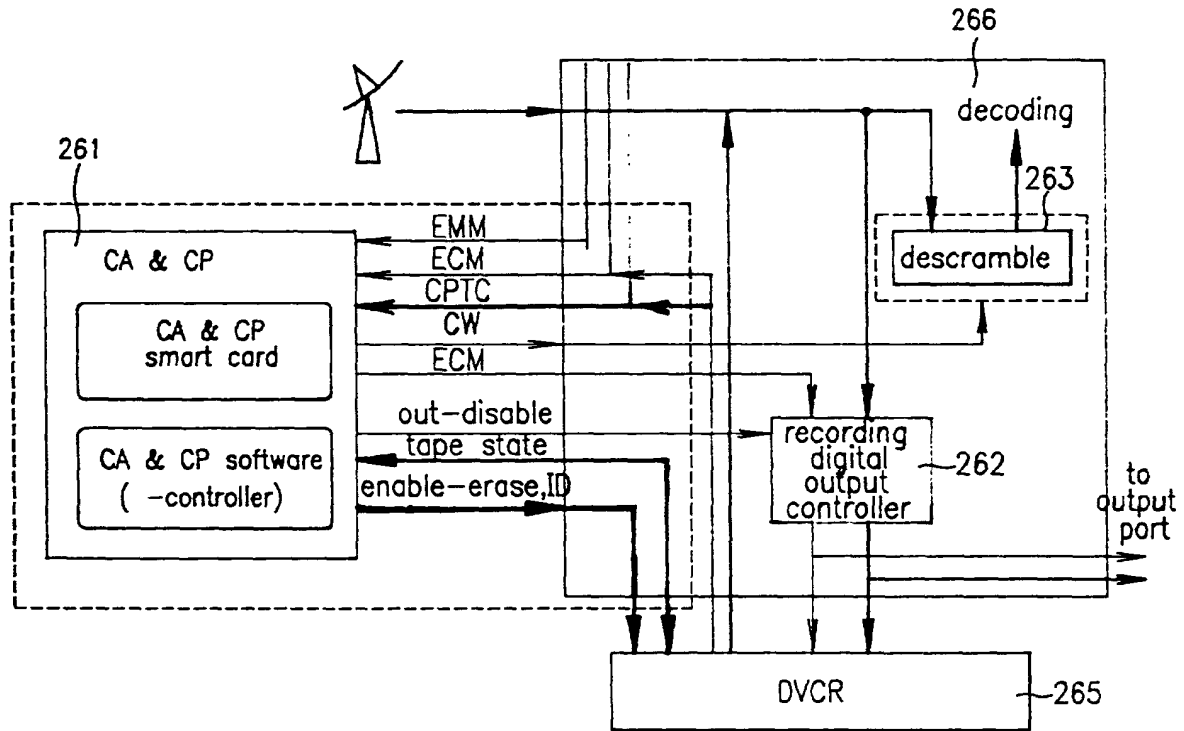 266
decoding
261
263
descramble
EMM
CA & CP
ECM
CPTC
CW
CA & CP
smart card
ECM
out-disable
recording
digital
output
controller
262
tape state
CA & CP software
( -controller)
enable-erase,ID
to
output
port
DVCR
265